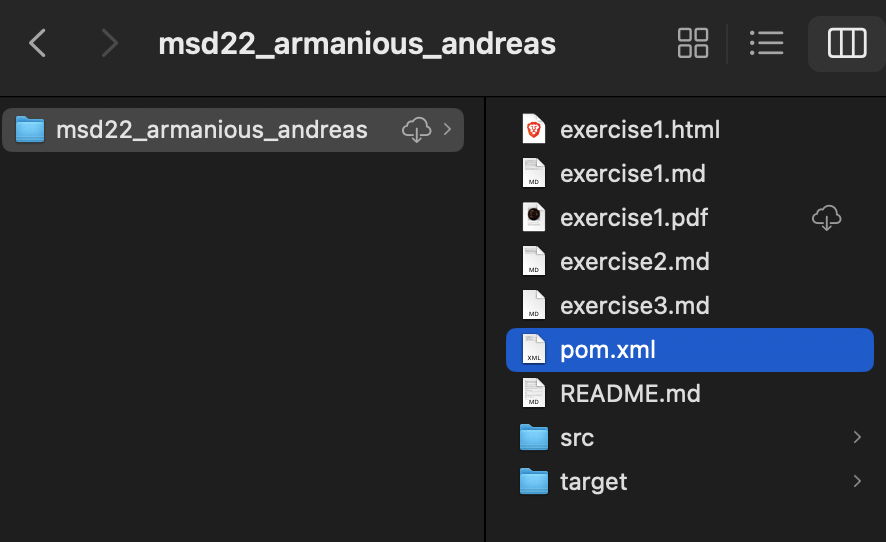 msd22_armanious_andreas
msd22_armanious_andreas
exercise1.html
MD
exercise1.md
exercise1.pdf
MD
exercise2.md
MD
exercise3.md
XML
pom.xml
MD
README.md
src
target